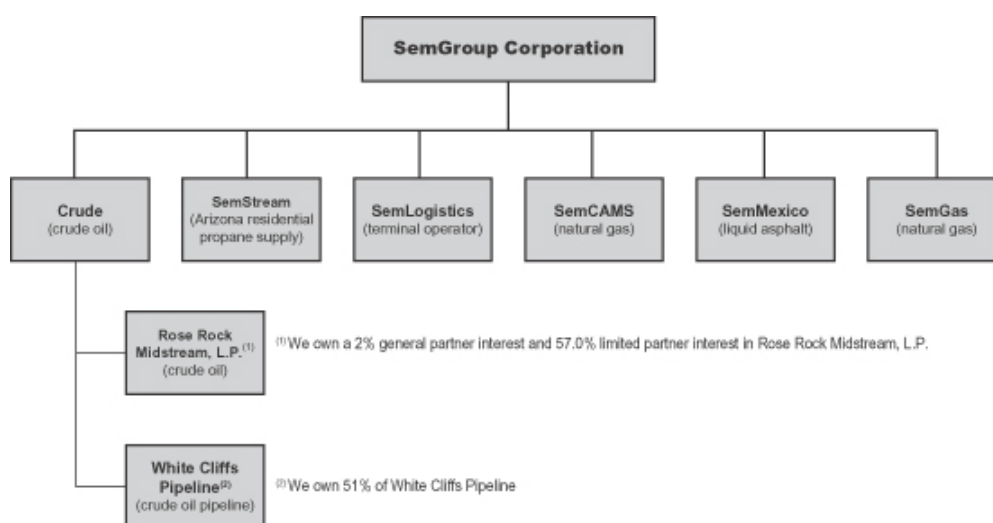 SemGroup Corporation
Crude
(crude oil)
SemStream
(Arizona residential
propane supply)
SemLogistics
(terminal operator)
SemCAMS
(natural gas)
SemMexico
(liquid asphalt)
SemGas
(natural gas)
Rose Rock
Midstream, L.P.(1)
(crude oil)
(1) We own a 2% general partner interest and 57.0% limited partner interest in Rose Rock Midstream, L.P.
White Cliffs
Pipeline(2)
(crude oil pipeline)
(2) We own 51% of White Cliffs Pipeline